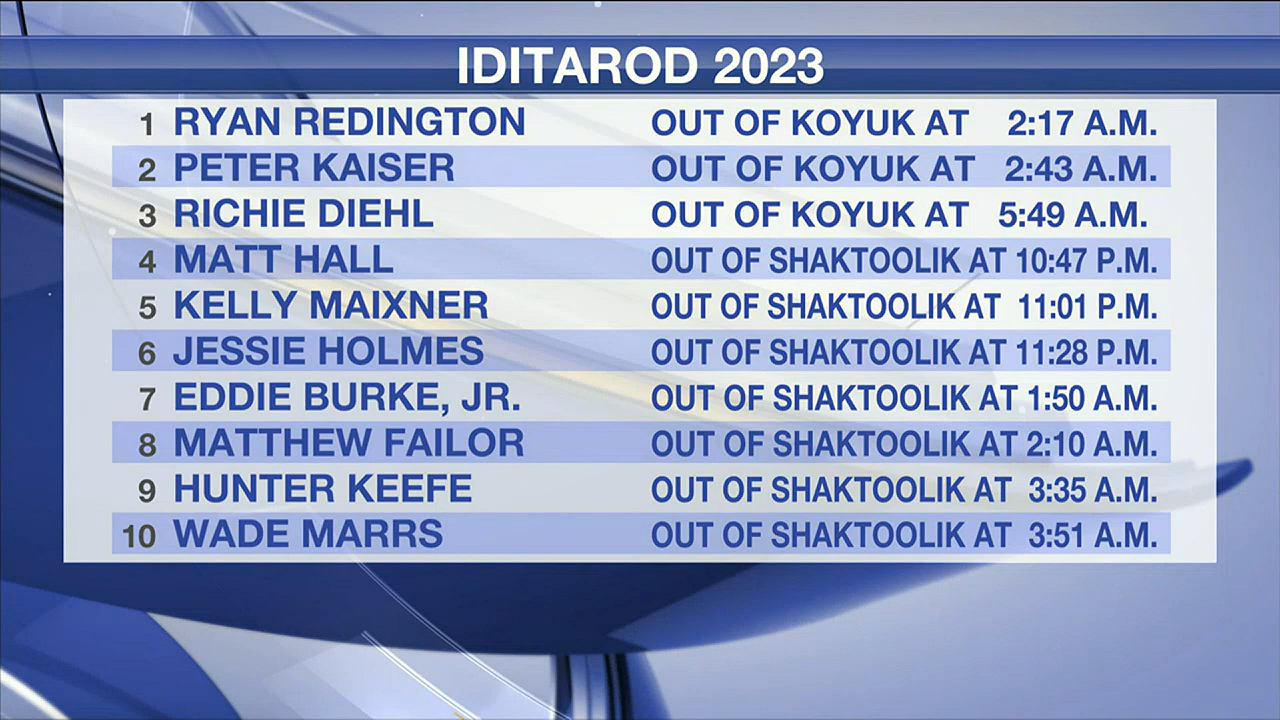 IDITAROD 2023
1 RYAN REDINGTON OUT OF KOYUK AT 2:17 A.M.
2 PETER KAISER OUT OF KOYUK AT 2:43 A.M.
3 RICHIE DIEHL OUT OF KOYUK AT 5:49 A.M.
4 MATT HALL OUT OF SHAKTOOLIK AT 10:47 P.M.
5 KELLY MAIXNER OUT OF SHAKTOOLIK AT 11:01 P.M.
6 JESSIE HOLMES OUT OF SHAKTOOLIK AT 11:28 P.M.
7 EDDIE BURKE, JR. OUT OF SHAKTOOLIK AT 1:50 A.M.
8 MATTHEW FAILOR OUT OF SHAKTOOLIK AT 2:10 A.M.
9 HUNTER KEEFE OUT OF SHAKTOOLIK AT 3:35 A.M.
10 WADE MARRS OUT OF SHAKTOOLIK AT 3:51 A.M.